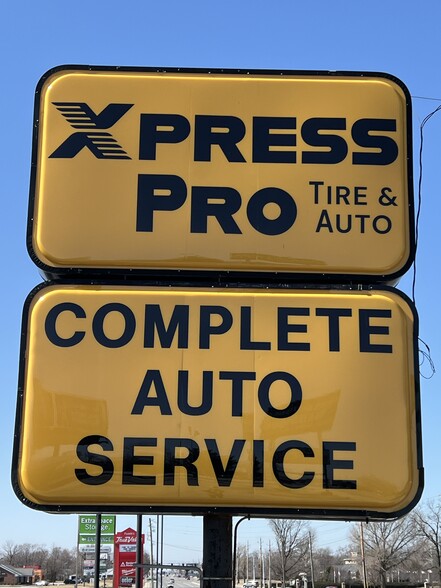 XPRESS
PRO TIRE &
AUTO
COMPLETE
AUTO
SERVICE
Extra Space
Storage